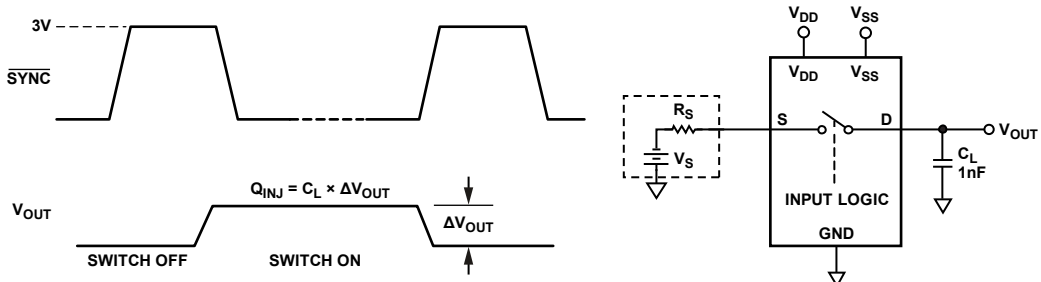 3V
SYNC
Q_INJ = C_L × ΔV_OUT
V_OUT
ΔV_OUT
SWITCH OFF
SWITCH ON
V_DD
V_SS
V_DD
V_SS
R_S
S
D
V_OUT
V_S
C_L
1nF
INPUT LOGIC
GND